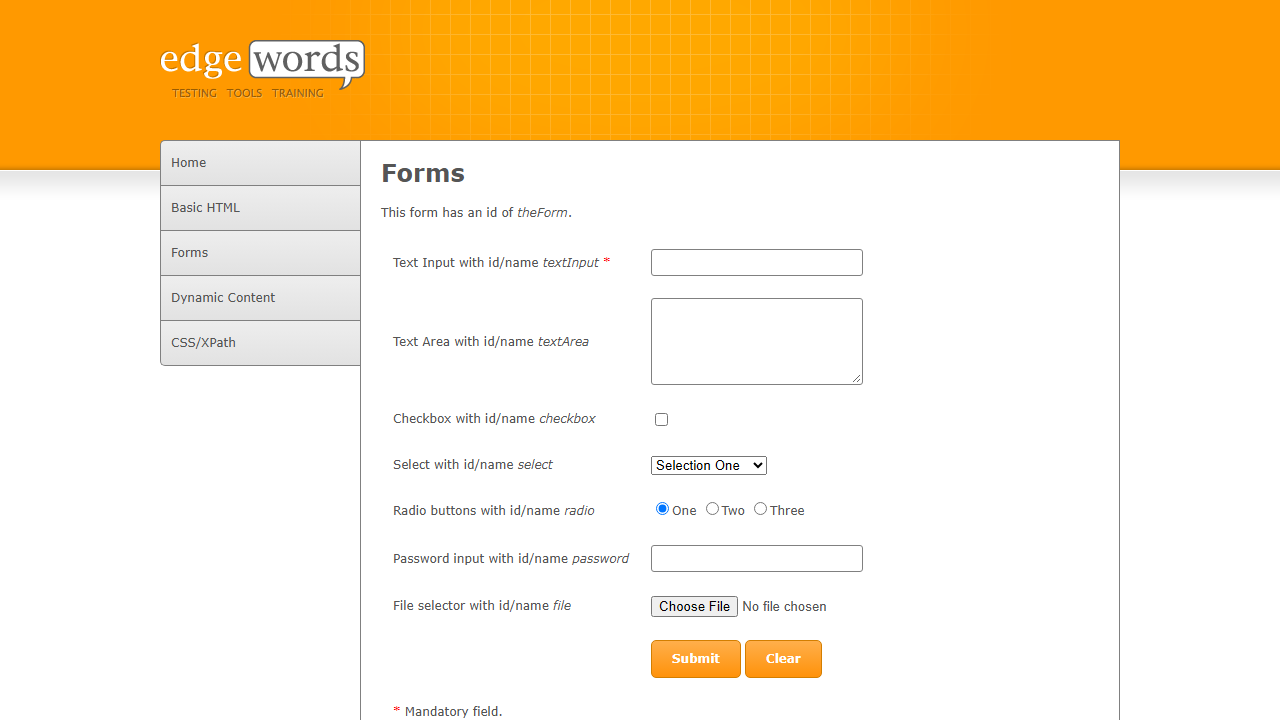 edge words
TESTING TOOLS TRAINING
Home
Basic HTML
Forms
Dynamic Content
CSS/XPath
Forms
This form has an id of theForm.
Text Input with id/name textInput *
Text Area with id/name textArea
Checkbox with id/name checkbox
Select with id/name select
Selection One
Radio buttons with id/name radio
One Two Three
Password input with id/name password
File selector with id/name file
Choose File No file chosen
Submit Clear
* Mandatory field.